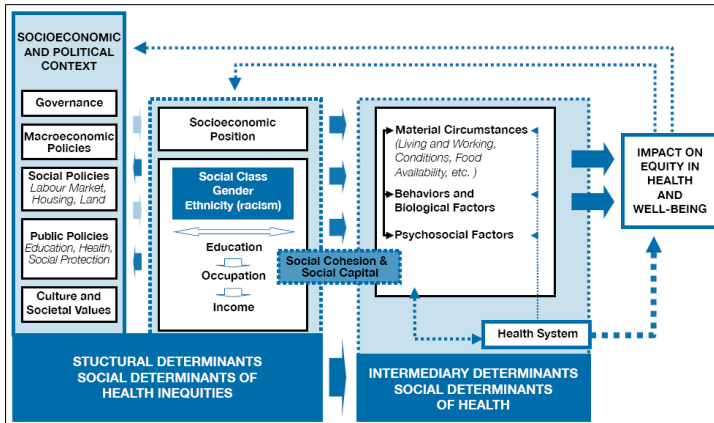 SOCIOECONOMIC
AND POLITICAL
CONTEXT
Governance
Macroeconomic
Policies
Social Policies
Labour Market,
Housing, Land
Public Policies
Education, Health,
Social Protection
Culture and
Societal Values
Socioeconomic
Position
Social Class
Gender
Ethnicity (racism)
Education
Occupation
Income
Social Cohesion &
Social Capital
Material Circumstances
(Living and Working,
Conditions, Food
Availability, etc. )
Behaviors and
Biological Factors
Psychosocial Factors
Health System
IMPACT ON
EQUITY IN
HEALTH
AND
WELL-BEING
STUCTURAL DETERMINANTS
SOCIAL DETERMINANTS OF
HEALTH INEQUITIES
INTERMEDIARY DETERMINANTS
SOCIAL DETERMINANTS
OF HEALTH